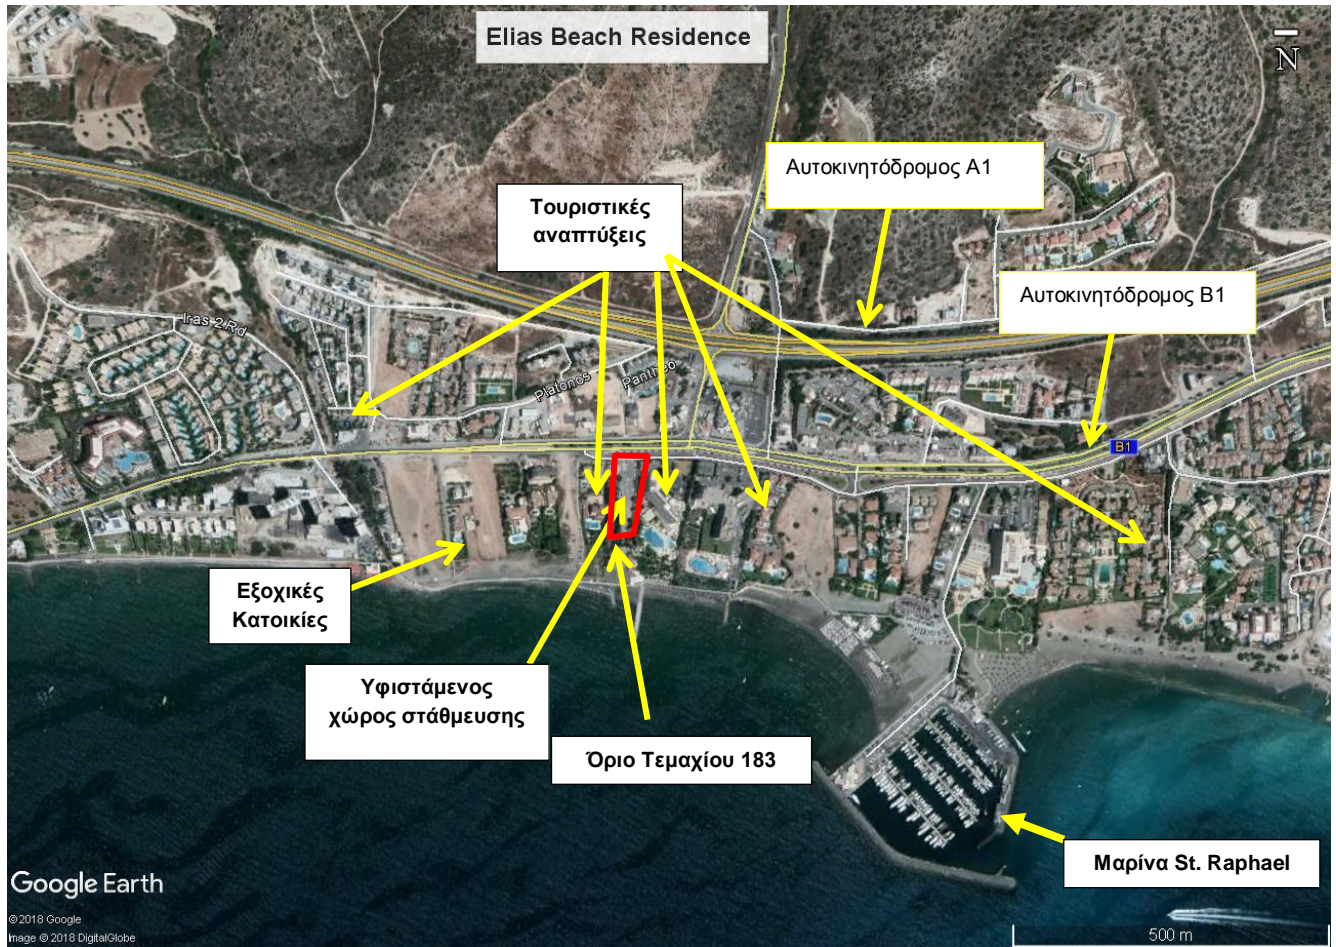 Elias Beach Residence
N
Αυτοκινητόδρομος Α1
Τουριστικές
αναπτύξεις
Αυτοκινητόδρομος Β1
Iras 2 Rd
Platonos
Pantheo
B1
Εξοχικές
Κατοικίες
Υφιστάμενος
χώρος στάθμευσης
Όριο Τεμαχίου 183
Μαρίνα St. Raphael
Google Earth
©2018 Google
Image © 2018 DigitalGlobe
500 m